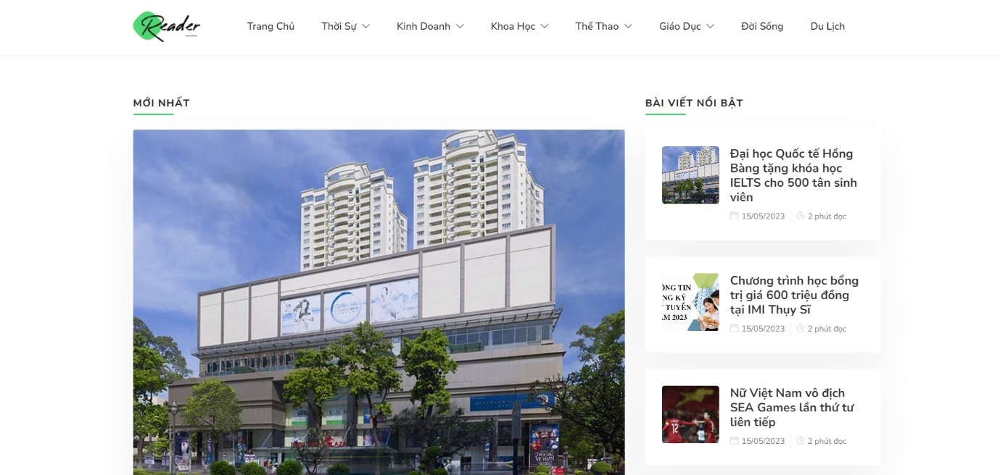 Reader
Trang Chủ
Thời Sự
Kinh Doanh
Khoa Học
Thể Thao
Giáo Dục
Đời Sống
Du Lịch
MỚI NHẤT
BÀI VIẾT NỔI BẬT
Đại học Quốc tế Hồng
Bàng tặng khóa học
IELTS cho 500 tân sinh
viên
15/05/2023
2 phút đọc
ÔNG TIN
NG KÝ
TUYỂN
M 2023
Chương trình học bổng
trị giá 600 triệu đồng
tại IMI Thụy Sĩ
15/05/2023
2 phút đọc
12
Nữ Việt Nam vô địch
SEA Games lần thứ tư
liên tiếp
15/05/2023
2 phút đọc